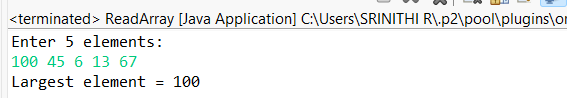 <terminated> ReadArray [Java Application] C:\Users\SRINITHI R\.p2\pool\plugins\or
Enter 5 elements:
100 45 6 13 67
Largest element = 100